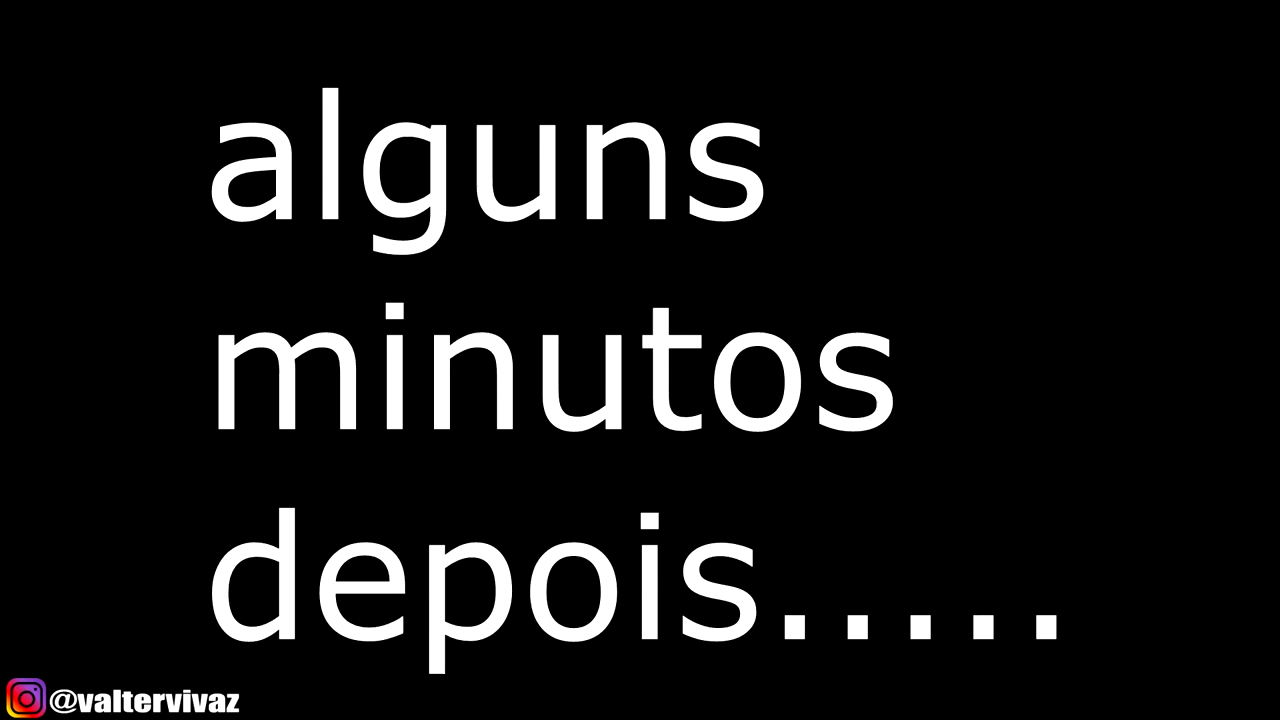 alguns
minutos
depois.....
@valtervivaz